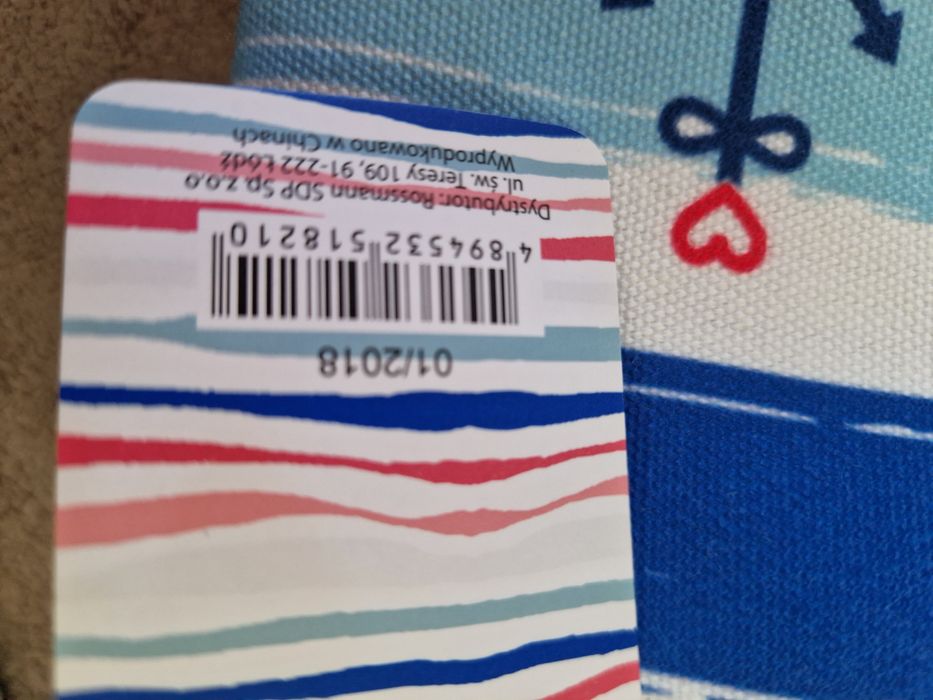 01/2018
4 894532 518210
Dystrybutor: Rossmann SDP Sp.z.o.o
ul. św. Teresy 109, 91-222 Łódź
Wyprodukowano w Chinach